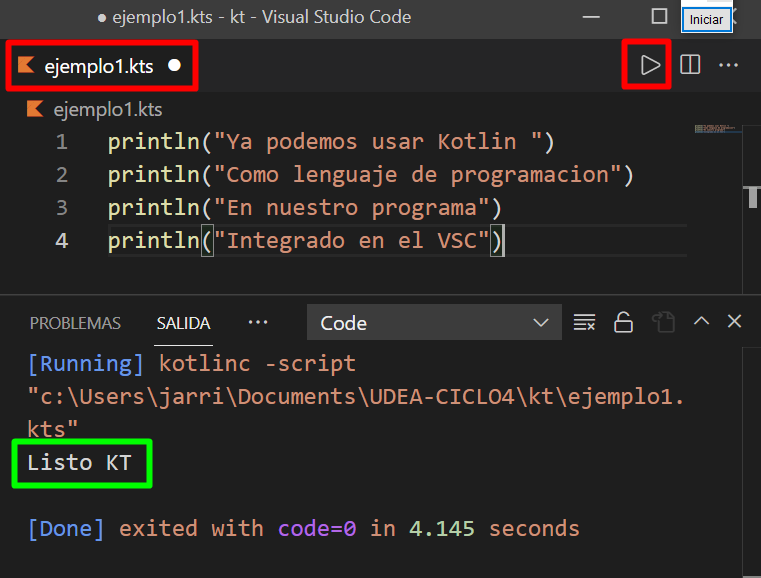 ● ejemplo1.kts - kt - Visual Studio Code
Iniciar
ejemplo1.kts ●
ejemplo1.kts
1 println("Ya podemos usar Kotlin ")
2 println("Como lenguaje de programacion")
3 println("En nuestro programa")
4 println("Integrado en el VSC")
PROBLEMAS SALIDA ··· Code
[Running] kotlinc -script
"c:\Users\jarri\Documents\UDEA-CICLO4\kt\ejemplo1.
kts"
Listo KT
[Done] exited with code=0 in 4.145 seconds